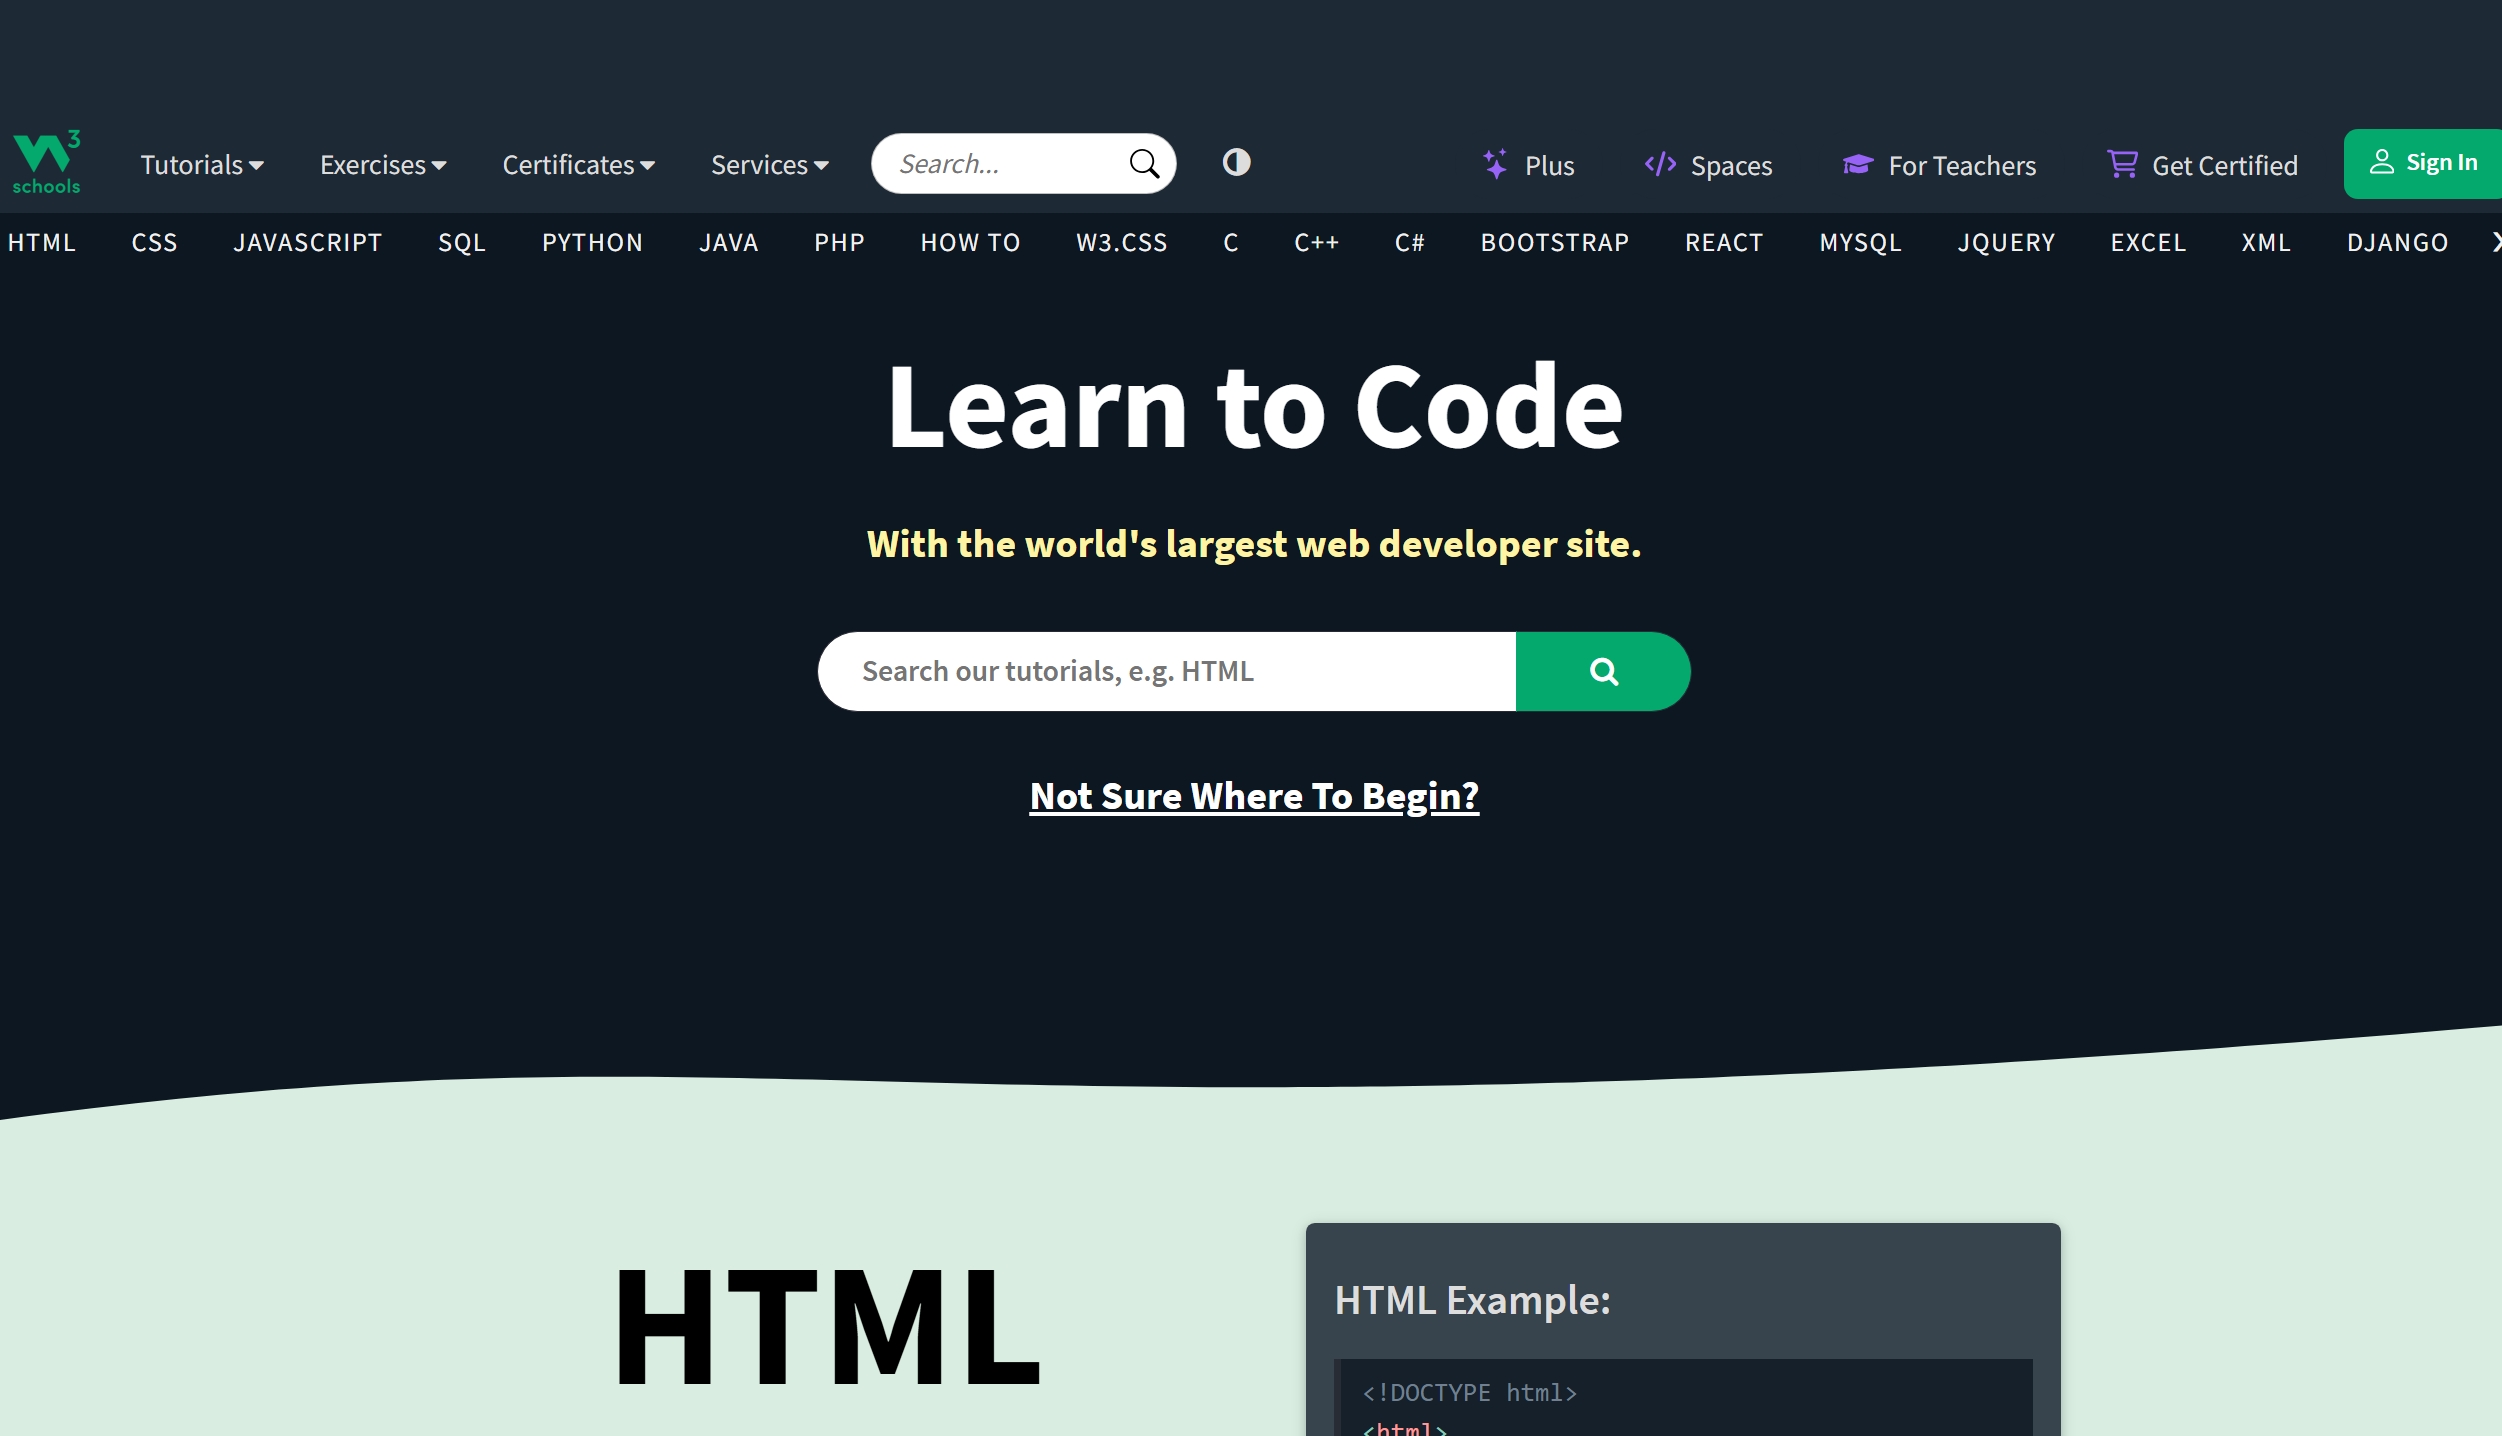 W3 schools
Tutorials Exercises Certificates Services Search... Plus Spaces For Teachers Get Certified Sign In
HTML CSS JAVASCRIPT SQL PYTHON JAVA PHP HOW TO W3.CSS C C++ C# BOOTSTRAP REACT MYSQL JQUERY EXCEL XML DJANGO
Learn to Code
With the world's largest web developer site.
Search our tutorials, e.g. HTML
Not Sure Where To Begin?
HTML
HTML Example:
<!DOCTYPE html>
<html>